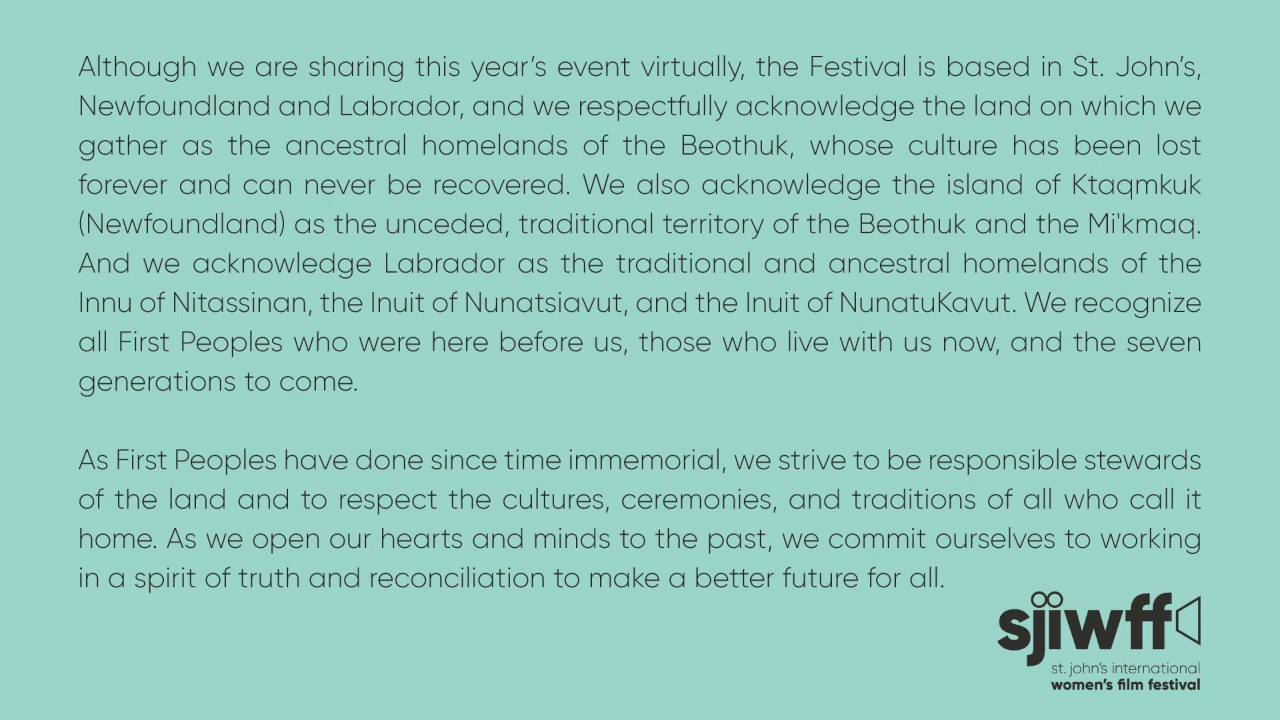 Although we are sharing this year’s event virtually, the Festival is based in St. John’s,
Newfoundland and Labrador, and we respectfully acknowledge the land on which we
gather as the ancestral homelands of the Beothuk, whose culture has been lost
forever and can never be recovered. We also acknowledge the island of Ktaqmkuk
(Newfoundland) as the unceded, traditional territory of the Beothuk and the Mi'kmaq.
And we acknowledge Labrador as the traditional and ancestral homelands of the
Innu of Nitassinan, the Inuit of Nunatsiavut, and the Inuit of NunatuKavut. We recognize
all First Peoples who were here before us, those who live with us now, and the seven
generations to come.
As First Peoples have done since time immemorial, we strive to be responsible stewards
of the land and to respect the cultures, ceremonies, and traditions of all who call it
home. As we open our hearts and minds to the past, we commit ourselves to working
in a spirit of truth and reconciliation to make a better future for all.
sjiwff
st. john’s international
women’s film festival